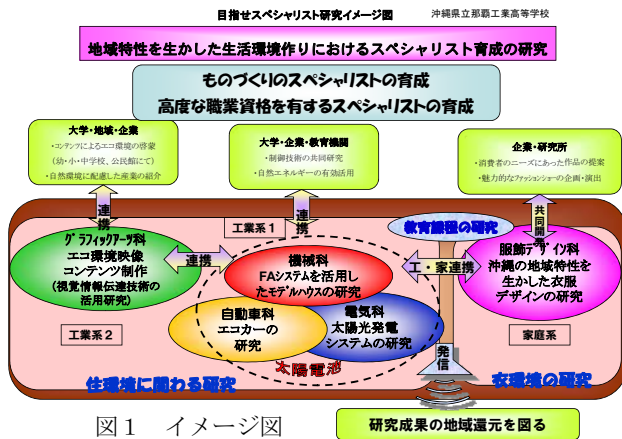 目指せスペシャリスト研究イメージ図
沖縄県立那覇工業高等学校
地域特性を生かした生活環境作りにおけるスペシャリスト育成の研究
ものづくりのスペシャリストの育成
高度な職業資格を有するスペシャリストの育成
大学・地域・企業
・コンテンツによるエコ環境の啓蒙
(幼・小・中学校、公民館にて)
・自然環境に配慮した産業の紹介
大学・企業・教育機関
・制御技術の共同研究
・自然エネルギーの有効活用
企業・研究所
・消費者のニーズにあった作品の提案
・魅力的なファッションショーの企画・演出
連携
連携
共同開発
工業系1
教育課程の研究
グラフィックアーツ科
エコ環境映像
コンテンツ制作
(視覚情報伝達技術の
活用研究)
連携
機械科
FAシステムを活用し
たモデルハウスの研究
工・家連携
服飾デザイン科
沖縄の地域特性を
生かした衣服
デザインの研究
自動車科
エコカーの
研究
電気科
太陽光発電
システムの研究
工業系2
家庭系
太陽電池
発信
住環境に関わる研究
衣環境の研究
図1 イメージ図
研究成果の地域還元を図る